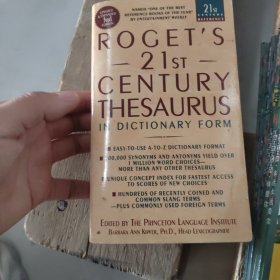 NAMED "ONE OF THE BEST
REFERENCE BOOKS OF THE YEAR"
BY ENTERTAINMENT WEEKLY
21st
CENTURY
REFERENCE
ROGET'S
21ST
CENTURY
THESAURUS
IN DICTIONARY FORM
EASY-TO-USE A-TO-Z DICTIONARY FORMAT
500,000 SYNONYMS AND ANTONYMS YIELD OVER
1 MILLION WORD CHOICES—
MORE THAN ANY OTHER THESAURUS
UNIQUE CONCEPT INDEX FOR FASTEST ACCESS
TO SCORES OF NEW CHOICES
HUNDREDS OF RECENTLY COINED AND
COMMON SLANG TERMS
—PLUS COMMONLY USED FOREIGN TERMS
EDITED BY THE PRINCETON LANGUAGE INSTITUTE
BARBARA ANN KIPFER, PH.D., HEAD LEXICOGRAPHER